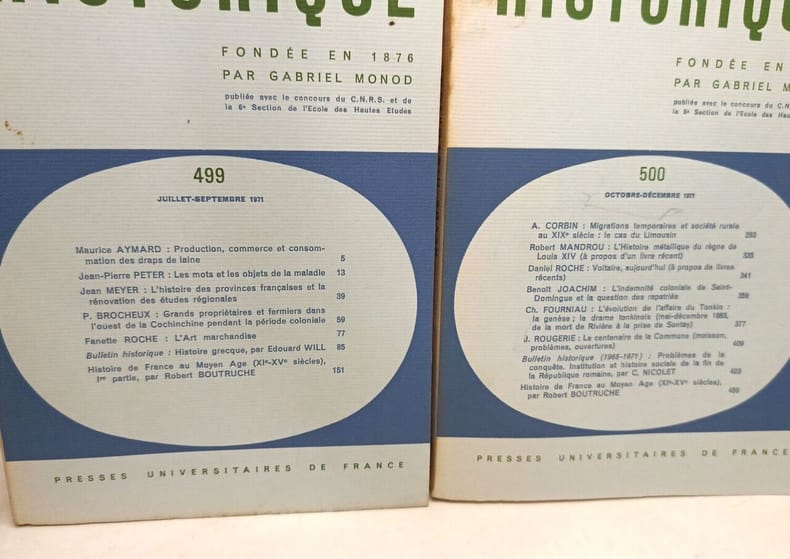 HISTORIQUE
FONDÉE EN 1876
PAR GABRIEL MONOD
publiée avec le concours du C.N.R.S. et de
la 6e Section de l'Ecole des Hautes Etudes
499
JUILLET-SEPTEMBRE 1971
Maurice AYMARD : Production, commerce et consom-
mation des draps de laine 5
Jean-Pierre PETER : Les mots et les objets de la maladie 13
Jean MEYER : L'histoire des provinces françaises et la
rénovation des études régionales 39
P. BROCHEUX : Grands propriétaires et fermiers dans
l'ouest de la Cochinchine pendant la période coloniale 59
Fanette ROCHE : L'Art marchandise 77
Bulletin historique : Histoire grecque, par Edouard WILL 85
Histoire de France au Moyen Age (XIe-XVe siècles),
1re partie, par Robert BOUTRUCHE 151
PRESSES UNIVERSITAIRES DE FRANCE
HISTORIQU
FONDÉE EN
PAR GABRIEL M
publiée avec le concours du C.N.
la 6e Section de l'Ecole des Hau
500
OCTOBRE-DÉCEMBRE 1971
A. CORBIN : Migrations temporaires et société rurale
au XIXe siècle : le cas du Limousin 293
Robert MANDROU : L'Histoire métallique du règne de
Louis XIV (à propos d'un livre récent) 335
Daniel ROCHE : Voltaire, aujourd'hui (à propos de livres
récents) 341
Benoit JOACHIM : L'indemnité coloniale de Saint-
Domingue et la question des rapatriés 359
Ch. FOURNIAU : L'évolution de l'affaire du Tonkin :
la genèse ; le drame tonkinois (mai-décembre 1883,
de la mort de Rivière à la prise de Sontay) 377
J. ROUGERIE : Le centenaire de la Commune (moisson,
problèmes, ouvertures) 409
Bulletin historique (1965-1971) : Problèmes de la
conquête. Institution et histoire sociale de la fin de
la République romaine, par C. NICOLET 423
Histoire de France au Moyen Age (XIe-XVe siècles),
par Robert BOUTRUCHE
PRESSES UNIVERSITAIRES DE FRANCE